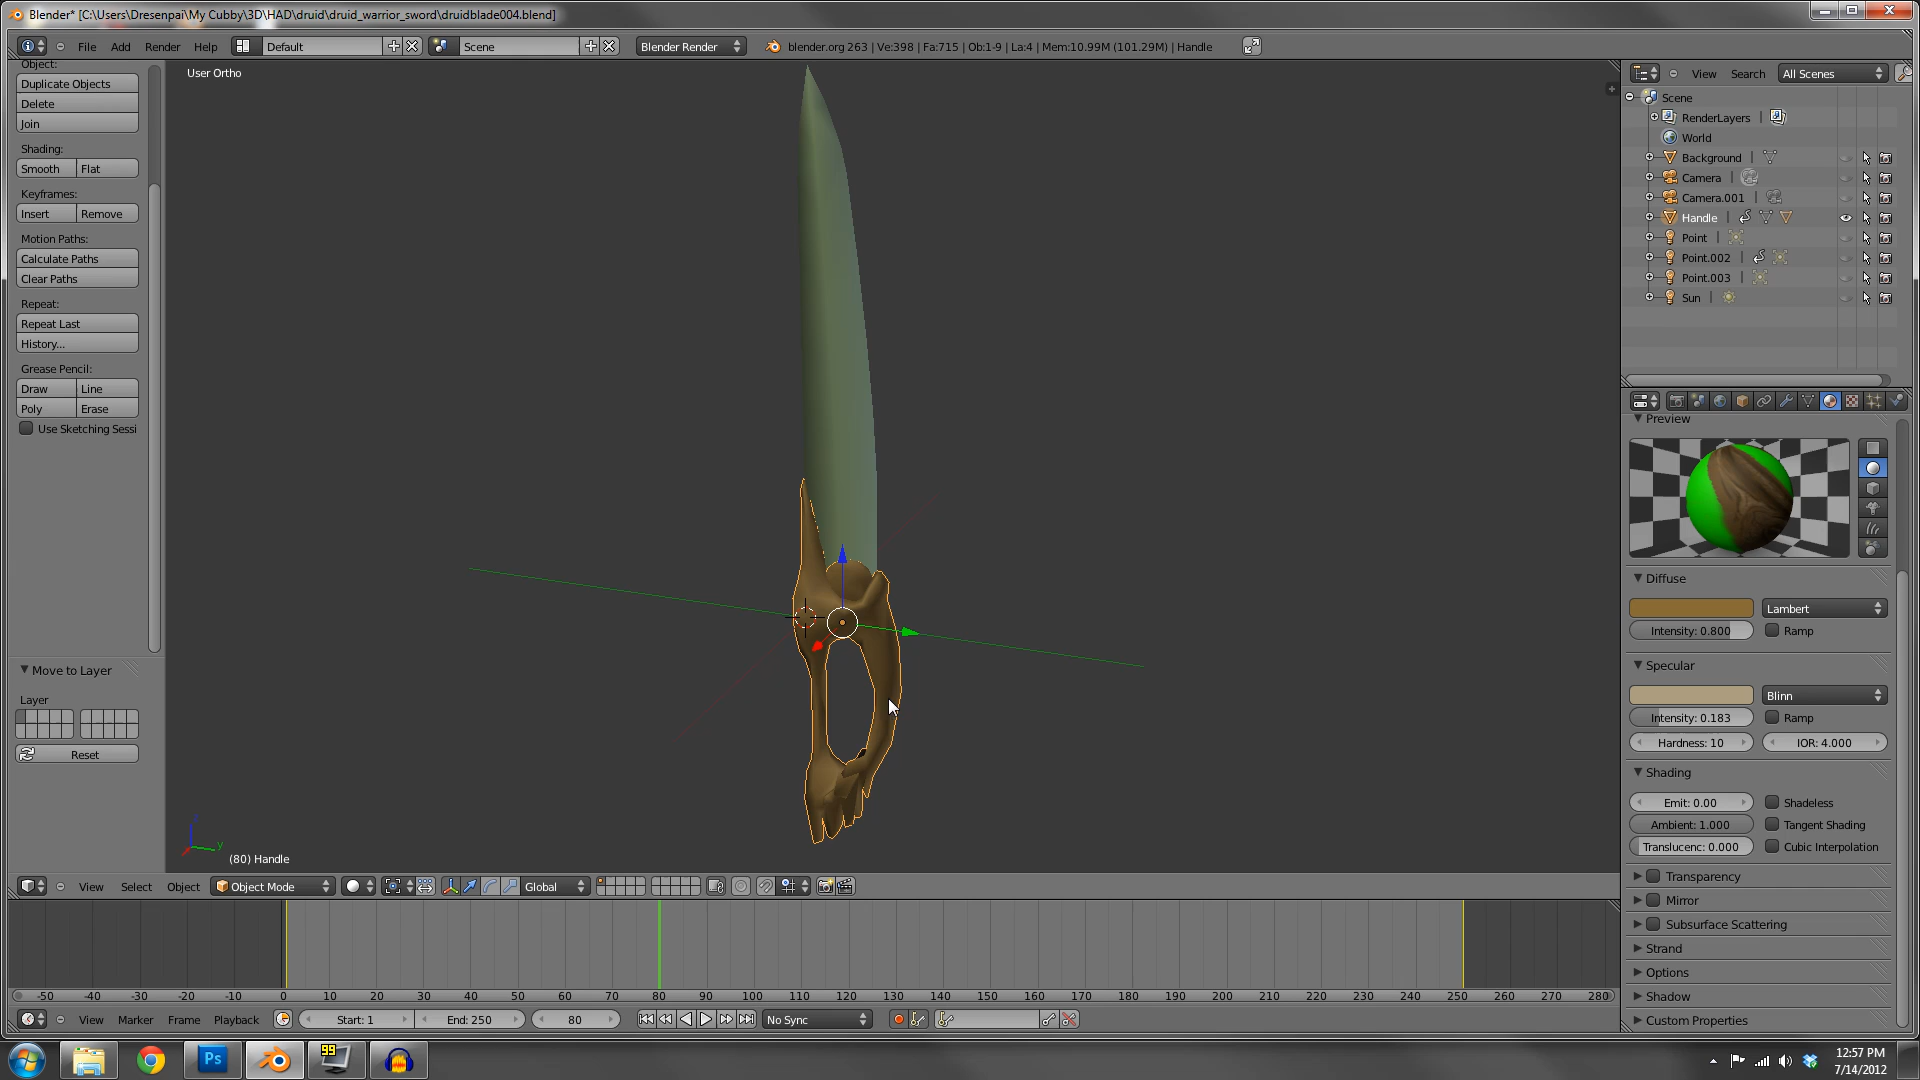 Blender* [C:\Users\Dresenpai\My Cubby\3D\HAD\druid\druid_warrior_sword\druidblade004.blend]
File Add Render Help Default Scene Blender Render blender.org 263 | Ve:398 | Fa:715 | Ob:1-9 | La:4 | Mem:10.99M (101.29M) | Handle
Object:
Duplicate Objects
Delete
Join
Shading:
Smooth Flat
Keyframes:
Insert Remove
Motion Paths:
Calculate Paths
Clear Paths
Repeat:
Repeat Last
History...
Grease Pencil:
Draw Line
Poly Erase
Use Sketching Sessi
Move to Layer
Layer
Reset
User Ortho
z
y
(80) Handle
View Select Object Object Mode Global
View Search All Scenes
Scene
RenderLayers |
World
Background |
Camera |
Camera.001 |
Handle |
Point |
Point.002 |
Point.003 |
Sun |
Preview
Diffuse
Lambert
Intensity: 0.800 Ramp
Specular
Blinn
Intensity: 0.183 Ramp
Hardness: 10 IOR: 4.000
Shading
Emit: 0.00 Shadeless
Ambient: 1.000 Tangent Shading
Translucenc: 0.000 Cubic Interpolation
Transparency
Mirror
Subsurface Scattering
Strand
Options
Shadow
Custom Properties
-50 -40 -30 -20 -10 0 10 20 30 40 50 60 70 80 90 100 110 120 130 140 150 160 170 180 190 200 210 220 230 240 250 260 270 280
View Marker Frame Playback Start: 1 End: 250 80 No Sync
Ps 99
12:57 PM
7/14/2012